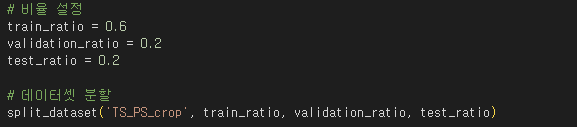 # 비율 설정
train_ratio = 0.6
validation_ratio = 0.2
test_ratio = 0.2
# 데이터셋 분할
split_dataset('TS_PS_crop', train_ratio, validation_ratio, test_ratio)